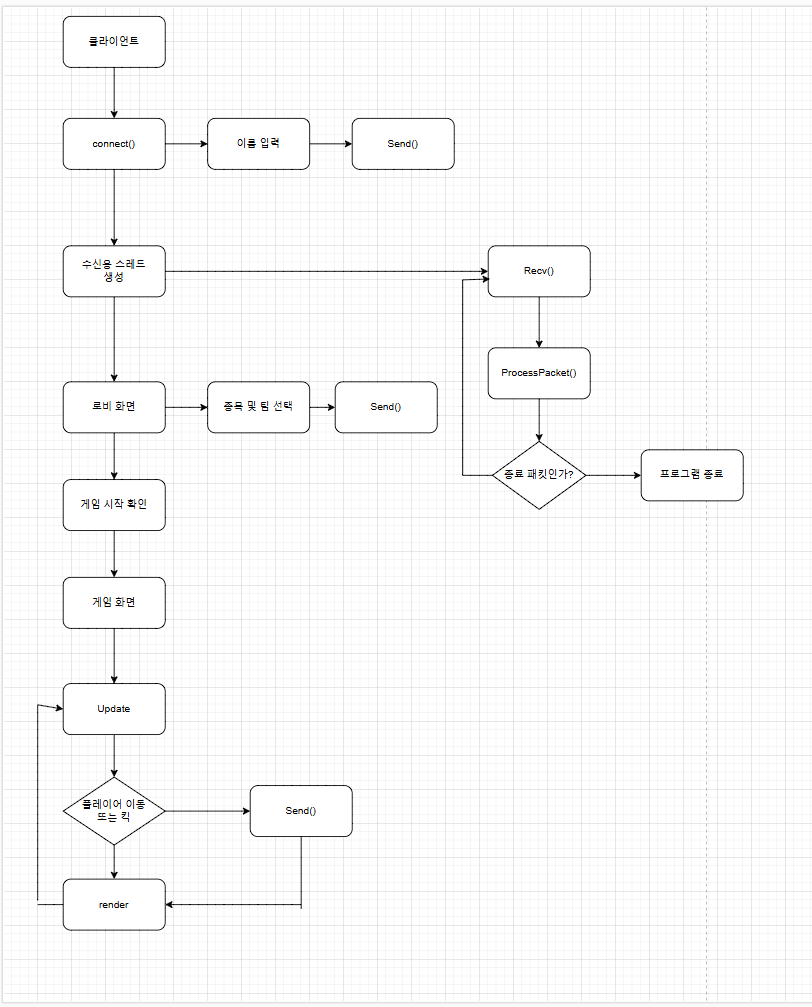 클라이언트
connect()
이름 입력
Send()
수신용 스레드
생성
Recv()
ProcessPacket()
로비 화면
종목 및 팀 선택
Send()
종료 패킷인가?
프로그램 종료
게임 시작 확인
게임 화면
Update
플레이어 이동
또는 킥
Send()
render